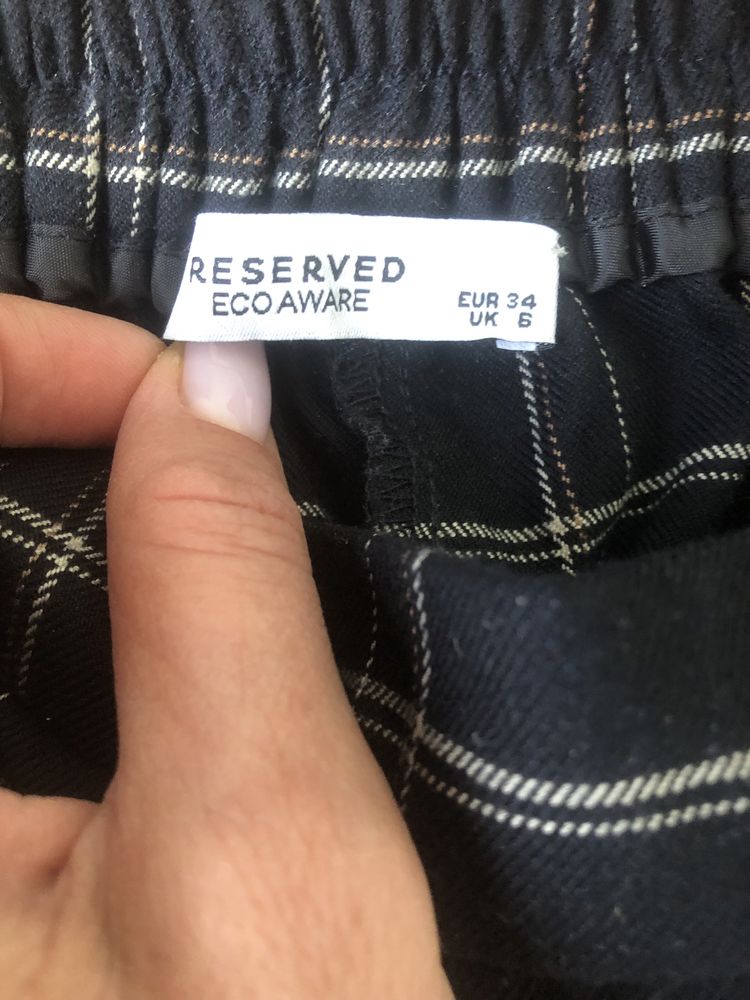 RESERVED
ECO AWARE
EUR 34
UK 6